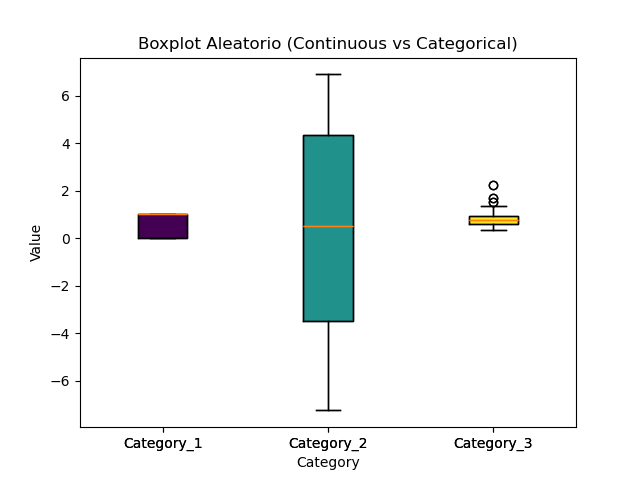 Boxplot Aleatorio (Continuous vs Categorical)
6
4
2
0
−2
−4
−6
Value
Category_1
Category_2
Category_3
Category